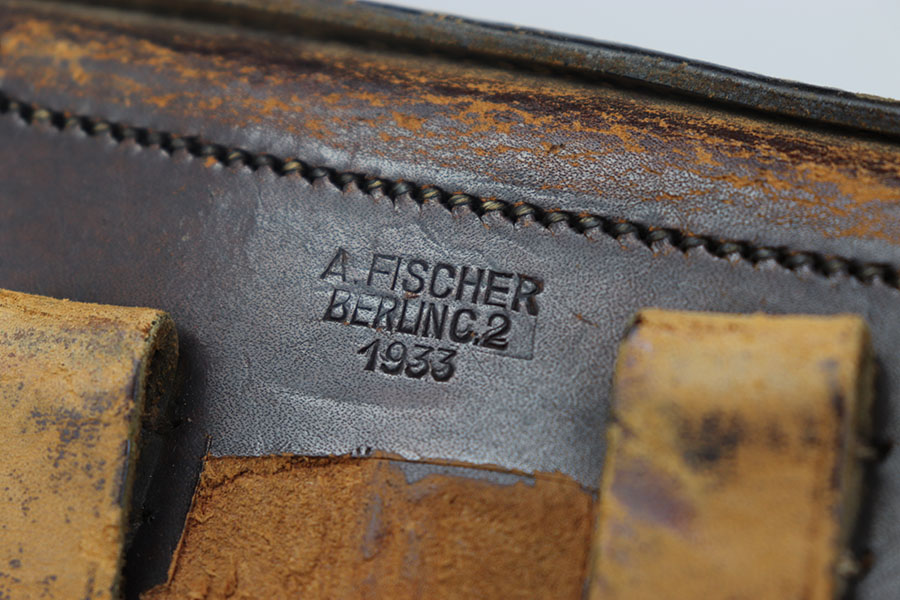 A. FISCHER
BERLIN C.2
1933